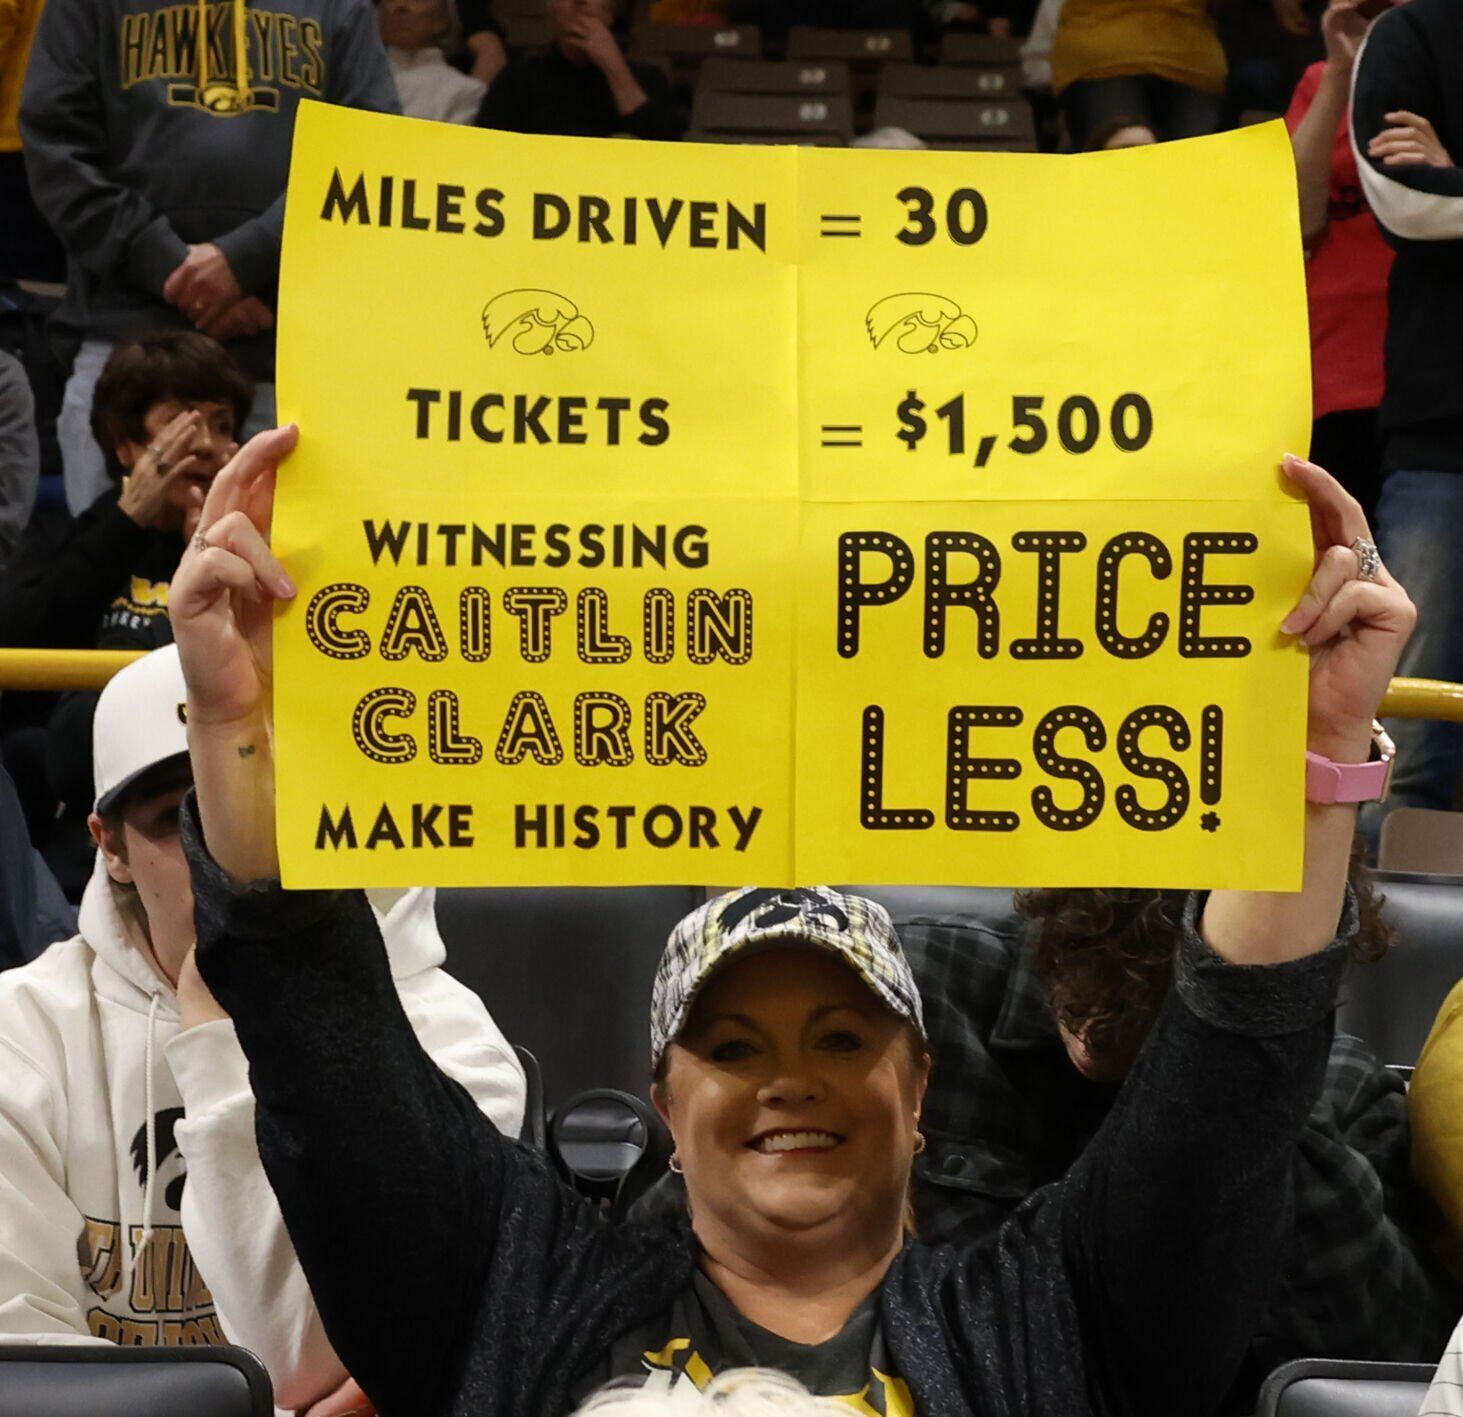 HAWKEYES
MILES DRIVEN = 30
TICKETS = $1,500
WITNESSING
CAITLIN
CLARK
MAKE HISTORY
PRICE
LESS!